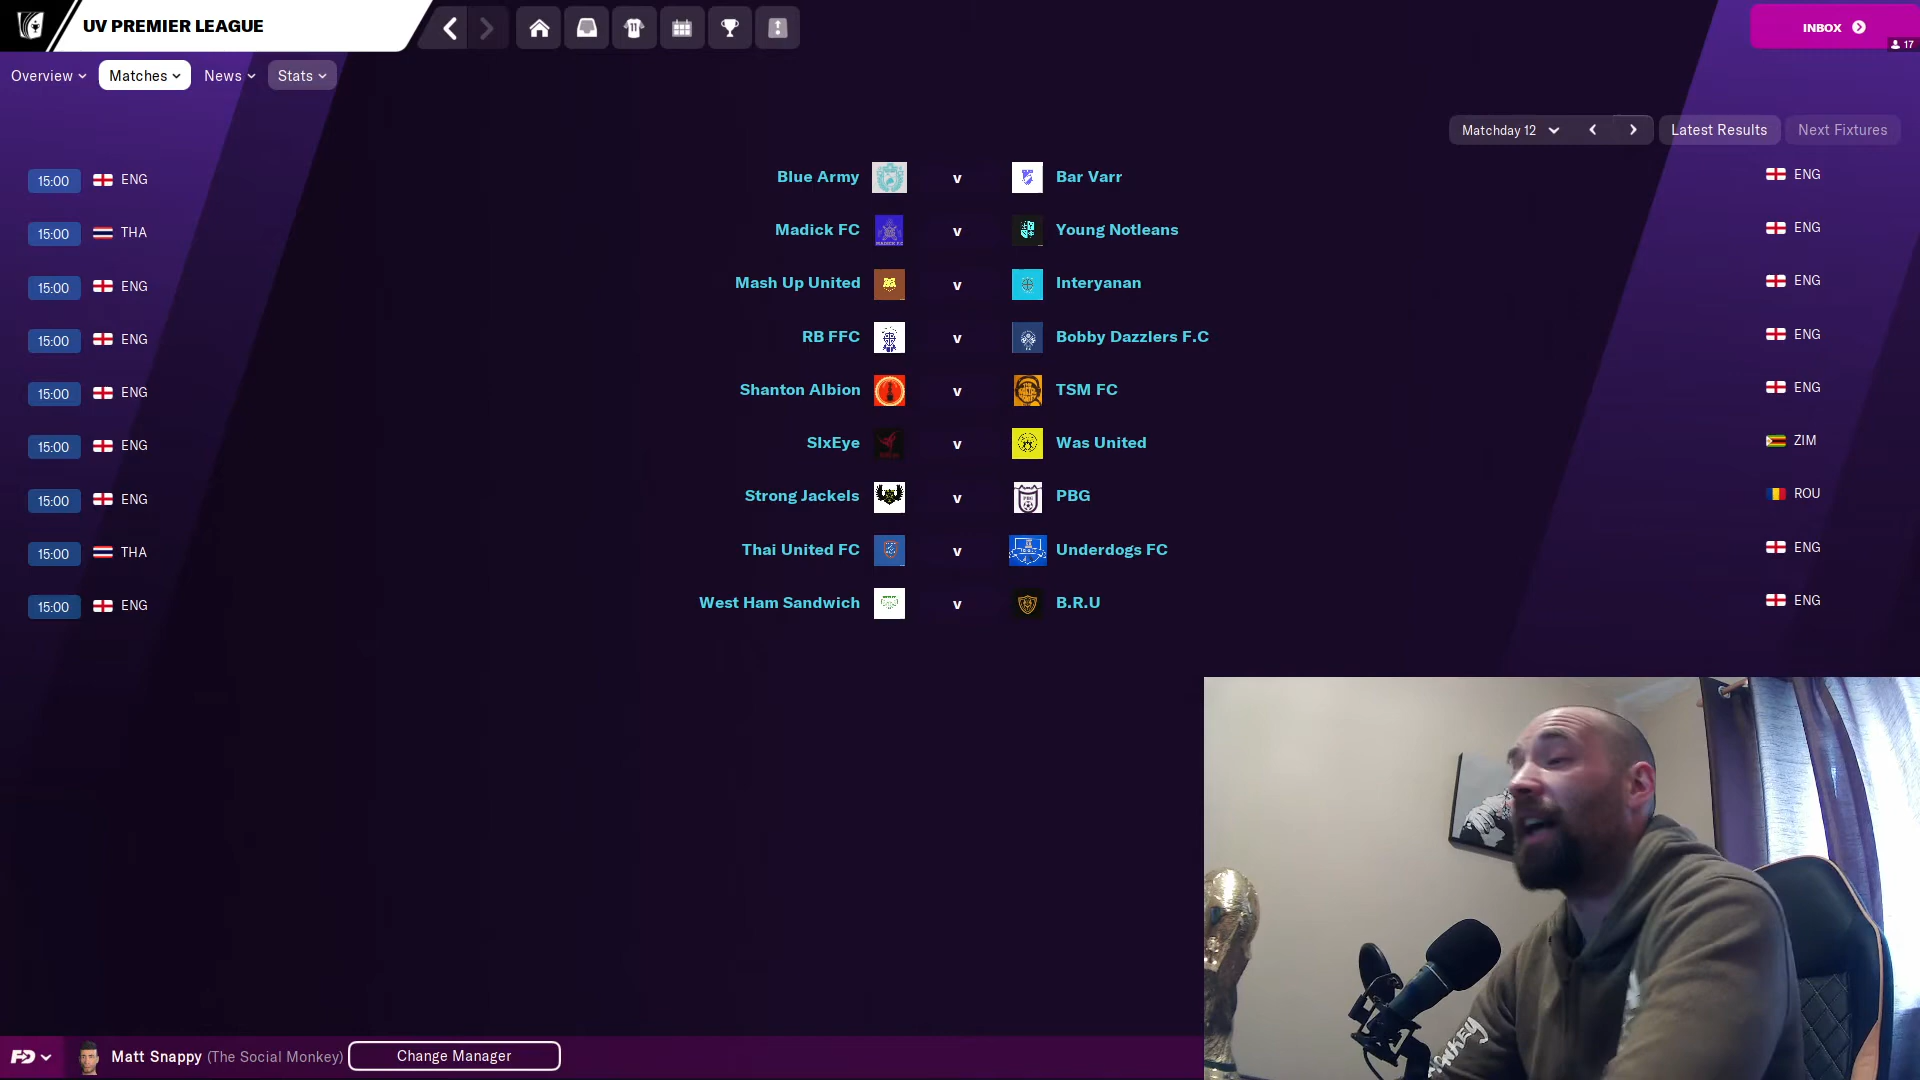 UV PREMIER LEAGUE
INBOX
17
Overview
Matches
News
Stats
Matchday 12
Latest Results
Next Fixtures
15:00 ENG Blue Army v Bar Varr ENG
15:00 THA Madick FC v Young Notleans ENG
15:00 ENG Mash Up United v Interyanan ENG
15:00 ENG RB FFC v Bobby Dazzlers F.C ENG
15:00 ENG Shanton Albion v TSM FC ENG
15:00 ENG SIxEye v Was United ZIM
15:00 ENG Strong Jackels v PBG ROU
15:00 THA Thai United FC v Underdogs FC ENG
15:00 ENG West Ham Sandwich v B.R.U ENG
FD
Matt Snappy (The Social Monkey)
Change Manager